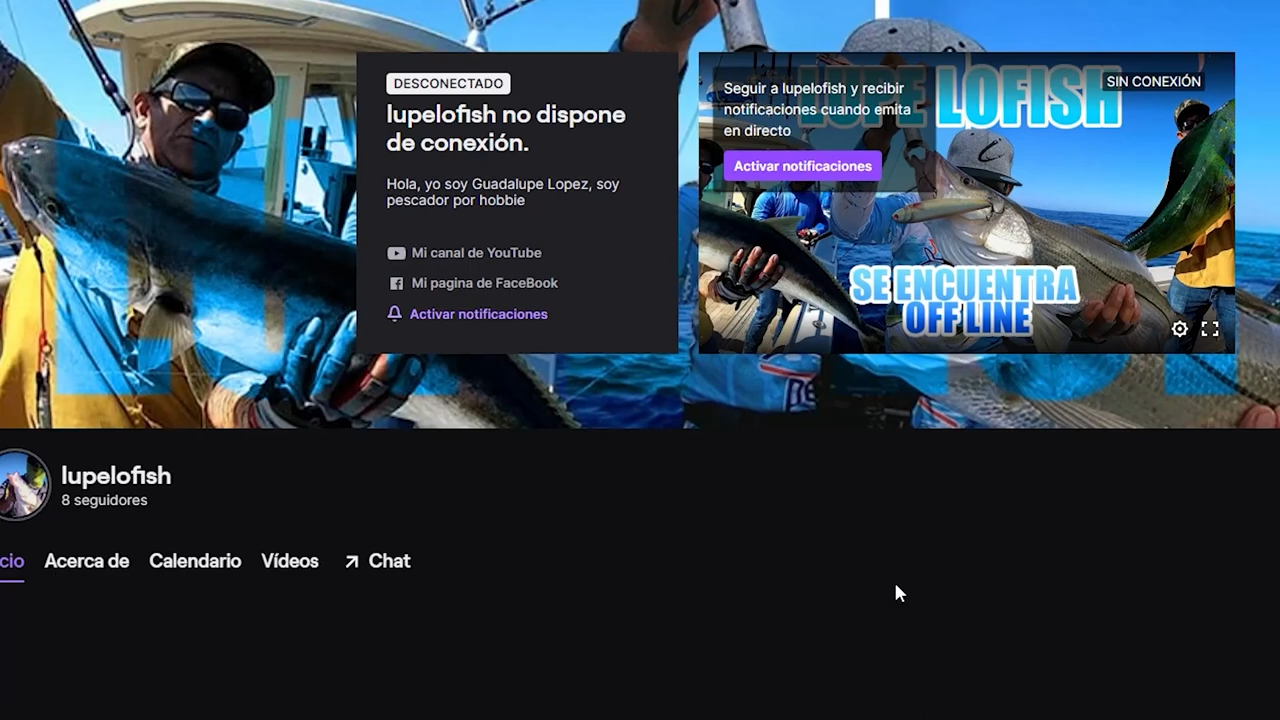 DESCONECTADO
lupelofish no dispone
de conexión.
Hola, yo soy Guadalupe Lopez, soy
pescador por hobbie
Mi canal de YouTube
Mi pagina de FaceBook
Activar notificaciones
LUPE LOFISH
SIN CONEXIÓN
Seguir a lupelofish y recibir
notificaciones cuando emita
en directo
Activar notificaciones
SE ENCUENTRA
OFF LINE
lupelofish
8 seguidores
cio
Acerca de
Calendario
Vídeos
Chat